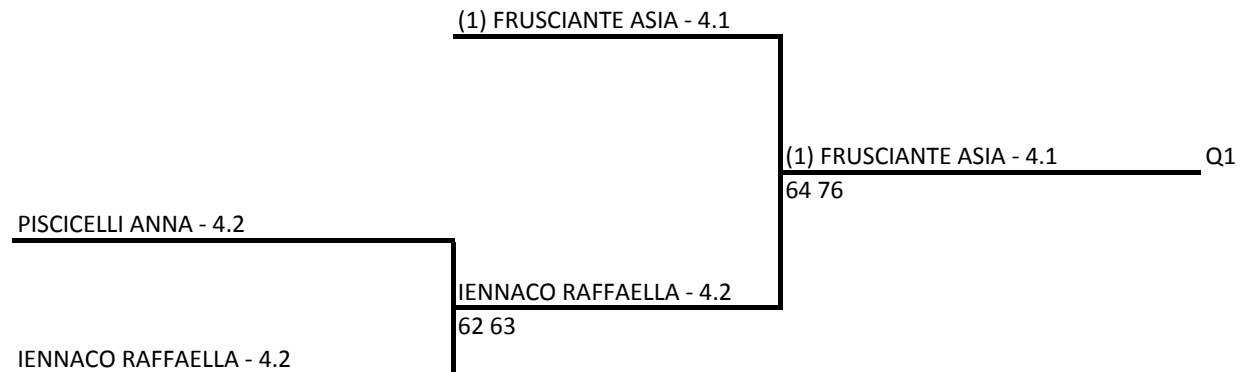 (1) FRUSCIANTE ASIA - 4.1
(1) FRUSCIANTE ASIA - 4.1 Q1
64 76
PISCICELLI ANNA - 4.2
IENNACO RAFFAELLA - 4.2
62 63
IENNACO RAFFAELLA - 4.2